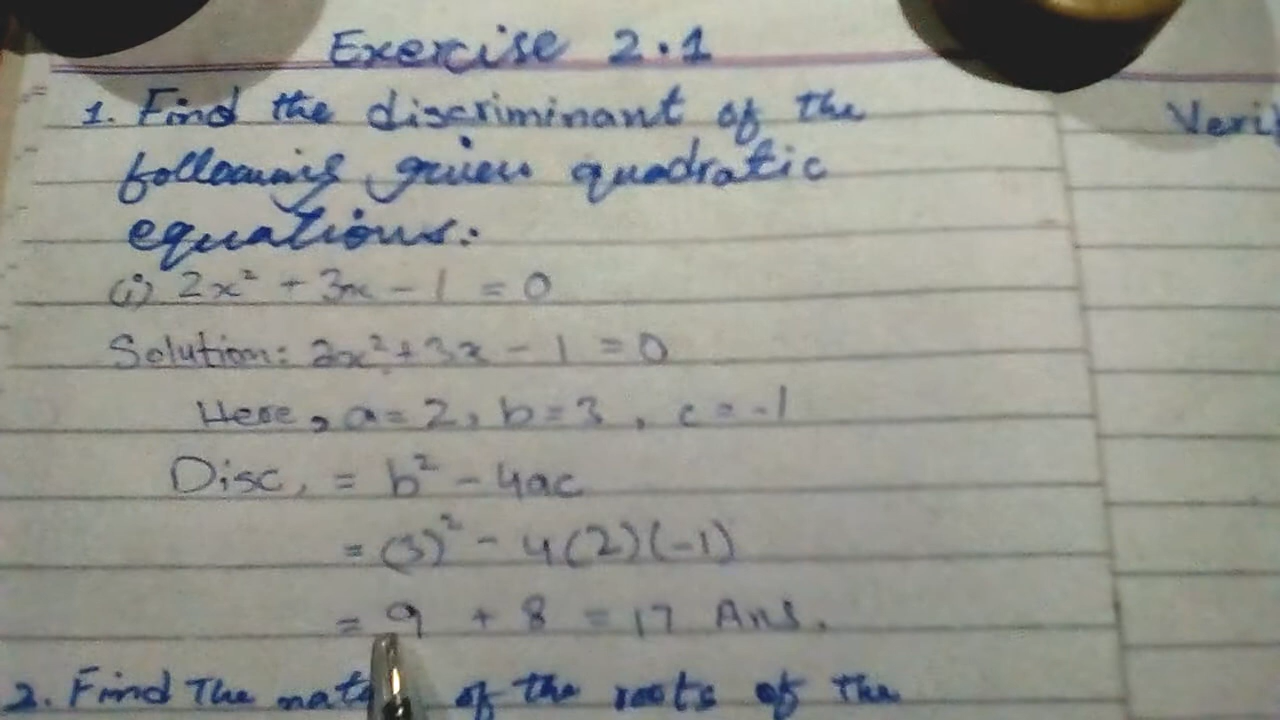 Exercise 2.1
1. Find the discriminant of the
following given quadratic
equations:
(i) 2x² + 3x - 1 = 0
Solution: 2x² + 3x - 1 = 0
Here, a = 2, b = 3, c = -1
Disc, = b² - 4ac
= (3)² - 4(2)(-1)
= 9 + 8 = 17 Ans.
2. Find The of the roots of the